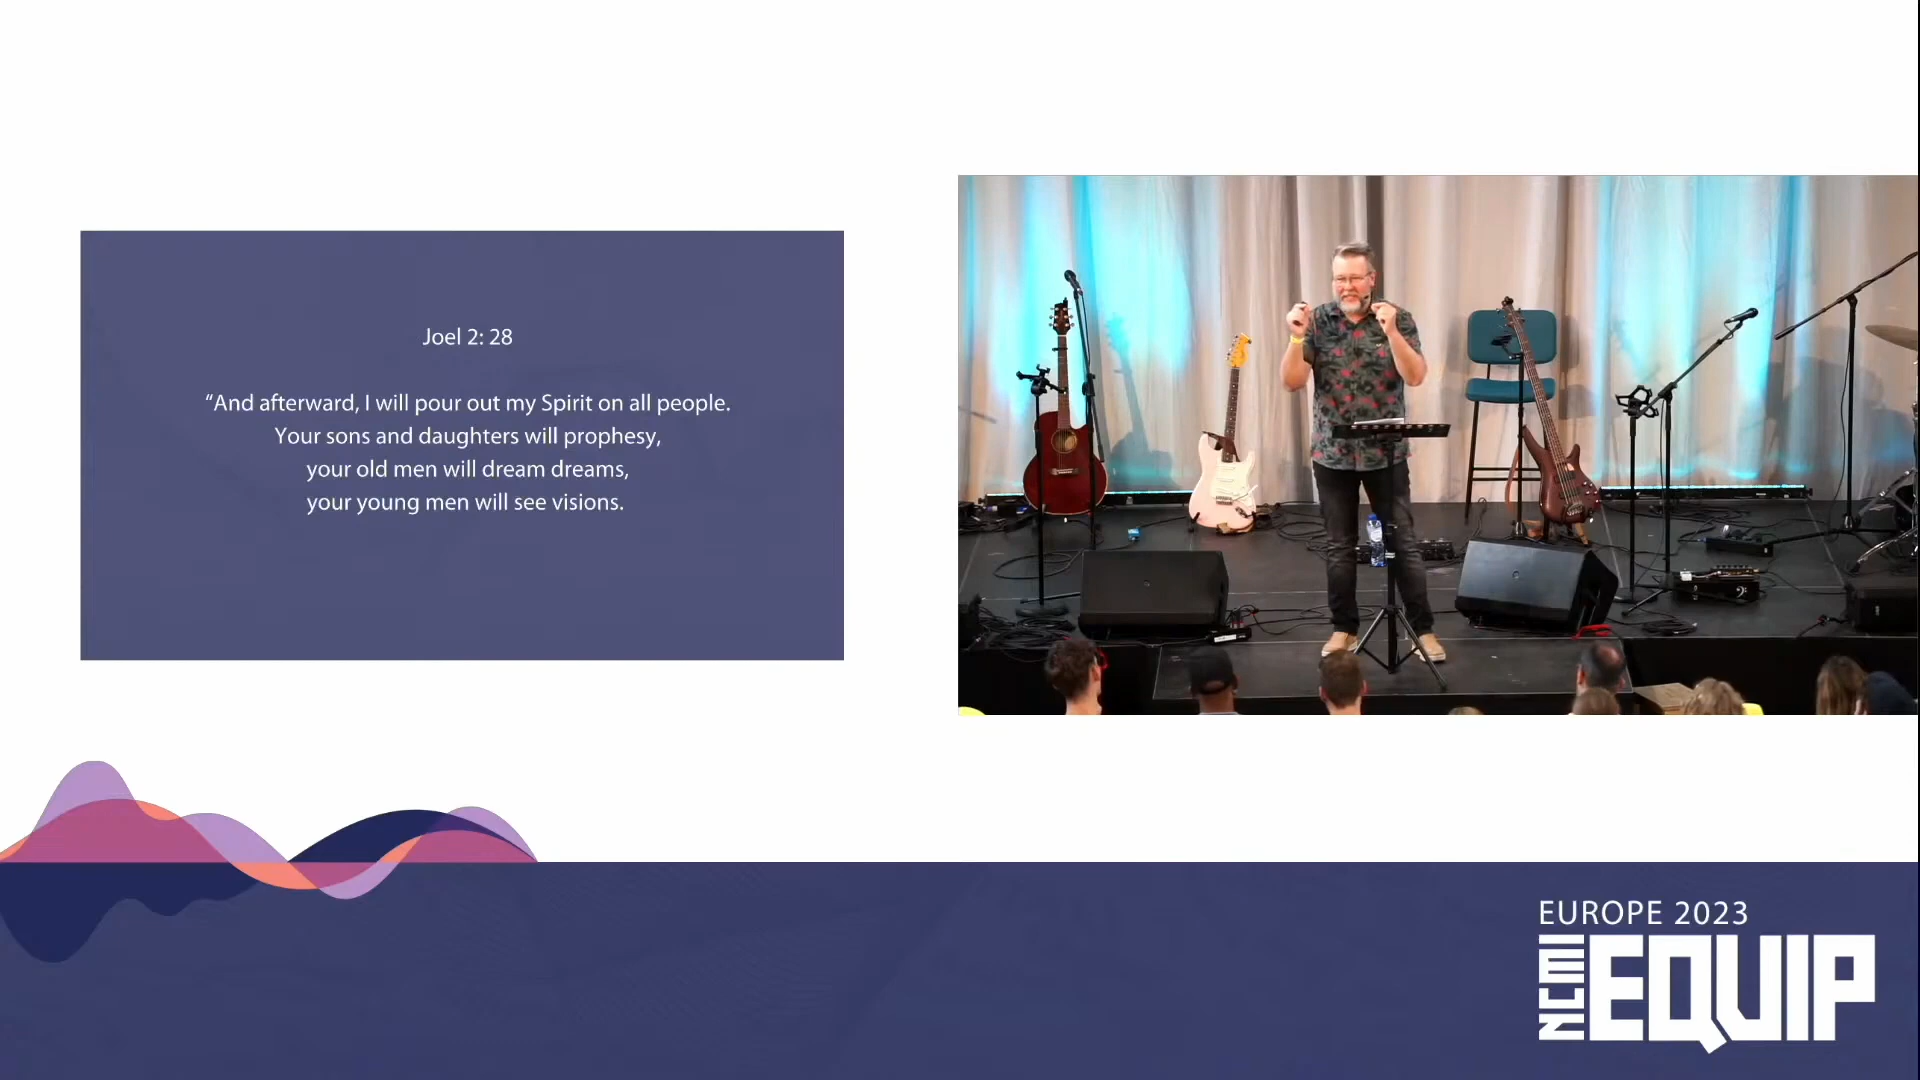 Joel 2: 28
“And afterward, I will pour out my Spirit on all people.
Your sons and daughters will prophesy,
your old men will dream dreams,
your young men will see visions.
EUROPE 2023
NCMI
EQUIP